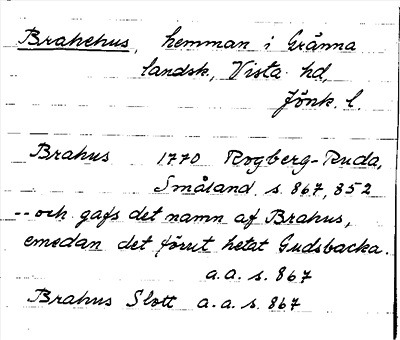 Brahehus, hemman i Gränna
landsk., Vista hd,
Jönk. l.
Brahus 1770 Rogberg-Ruda,
Småland s. 867, 852
-- och gafs det namn af Brahus,
emedan det förut hetat Gudsbacka.
a.a. s. 867
Brahus Slott a.a. s. 867